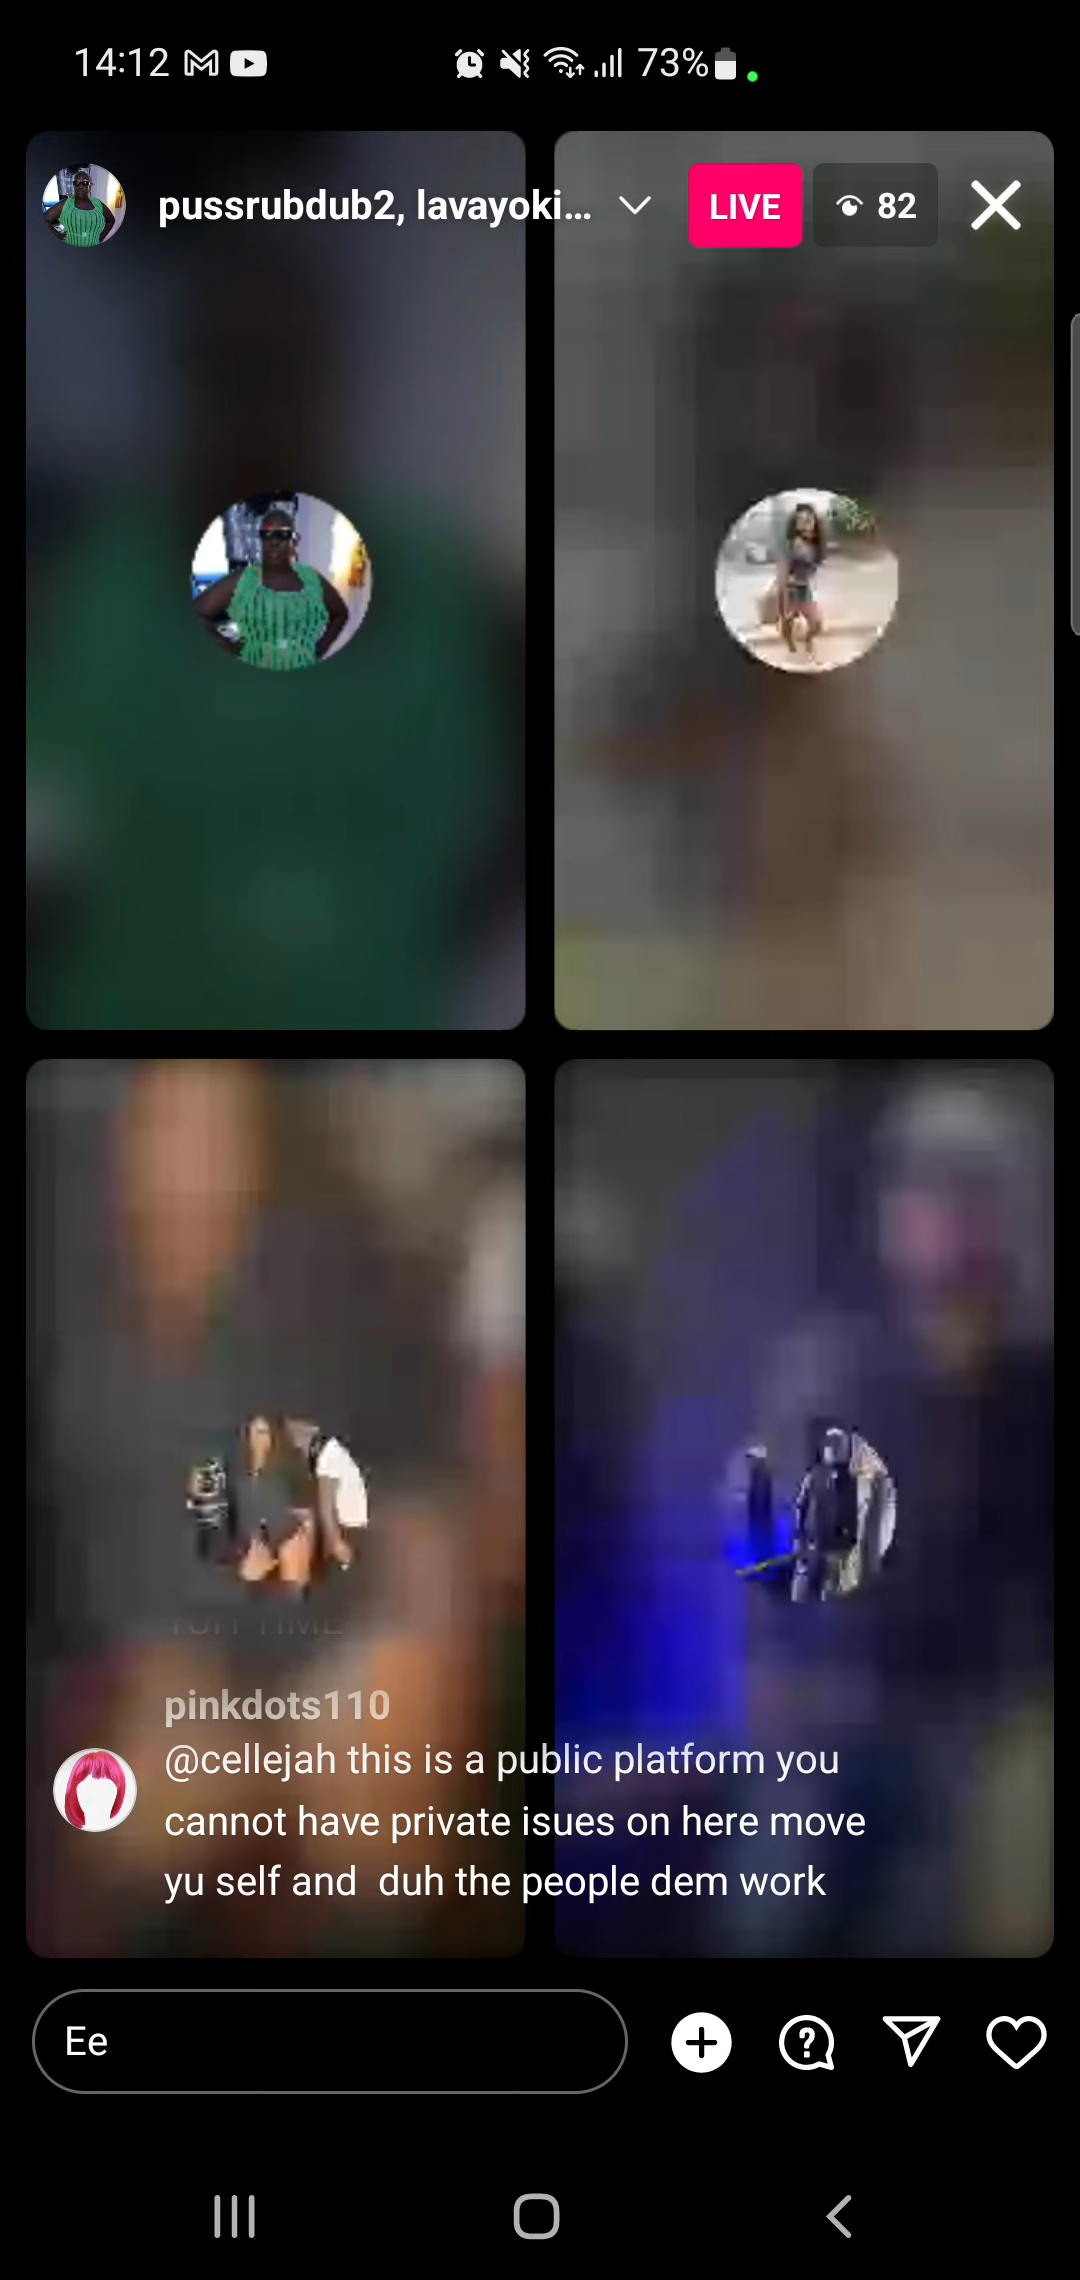 14:12 73%
pussrubdub2, lavayoki... LIVE 82
pinkdots110
@cellejah this is a public platform you
cannot have private isues on here move
yu self and  duh the people dem work
Ee